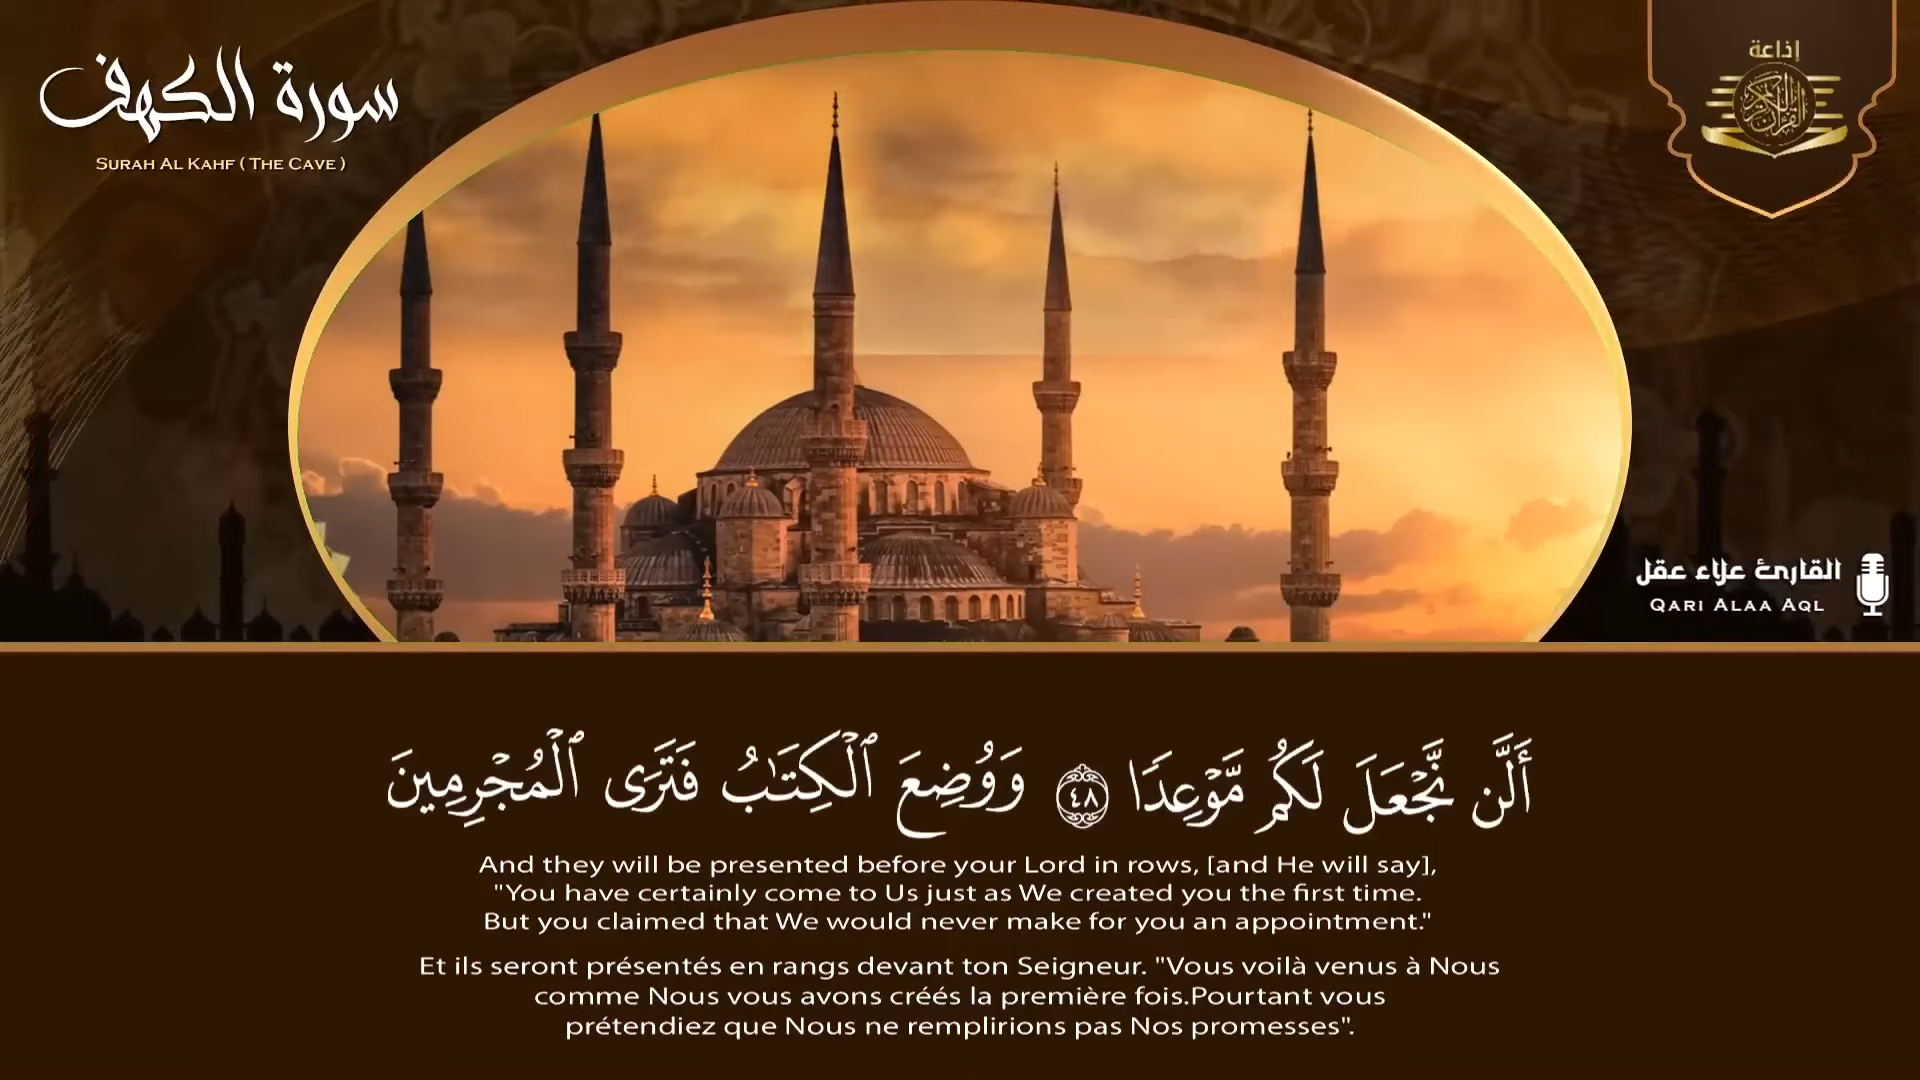 سورة الكهف
SURAH AL KAHF ( THE CAVE )
إذاعة
القرآن الكريم
القارئ علاء عقل
QARI ALAA AQL
أَلَّن نَّجْعَلَ لَكُم مَّوْعِدًا ٤٨ وَوُضِعَ ٱلْكِتَـٰبُ فَتَرَى ٱلْمُجْرِمِينَ
And they will be presented before your Lord in rows, [and He will say],
"You have certainly come to Us just as We created you the first time.
But you claimed that We would never make for you an appointment."
Et ils seront présentés en rangs devant ton Seigneur. "Vous voilà venus à Nous
comme Nous vous avons créés la première fois.Pourtant vous
prétendiez que Nous ne remplirions pas Nos promesses".